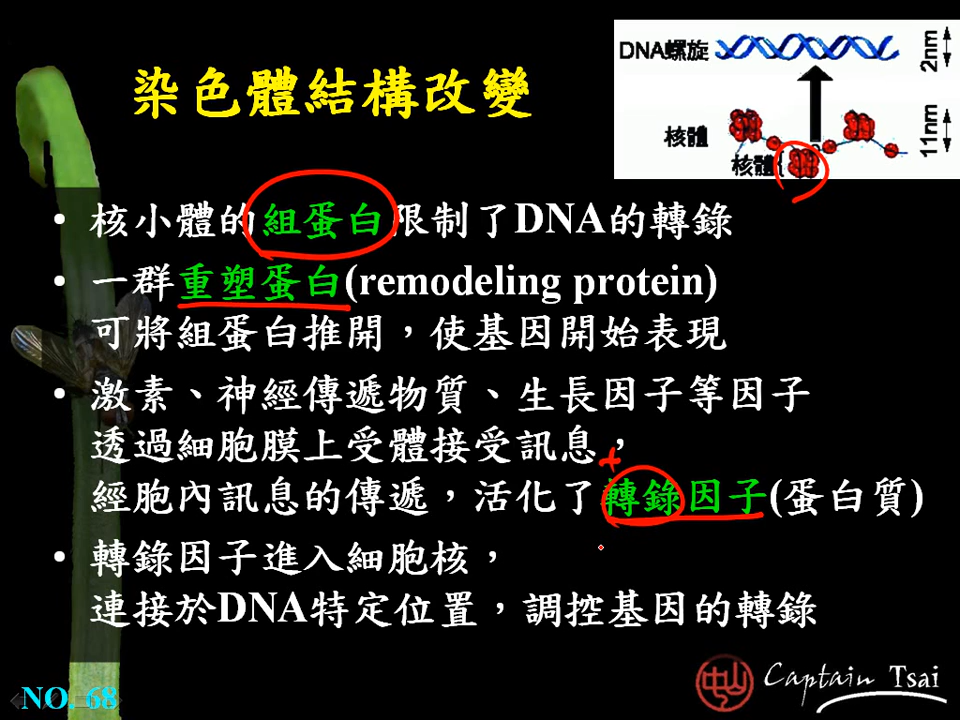 染色體結構改變
DNA螺旋
2nm
核體
核體
11nm
• 核小體的組蛋白限制了DNA的轉錄
• 一群重塑蛋白(remodeling protein)
可將組蛋白推開，使基因開始表現
• 激素、神經傳遞物質、生長因子等因子
透過細胞膜上受體接受訊息，
經胞內訊息的傳遞，活化了轉錄因子(蛋白質)
• 轉錄因子進入細胞核，
連接於DNA特定位置，調控基因的轉錄
NO. 68
Captain Tsai